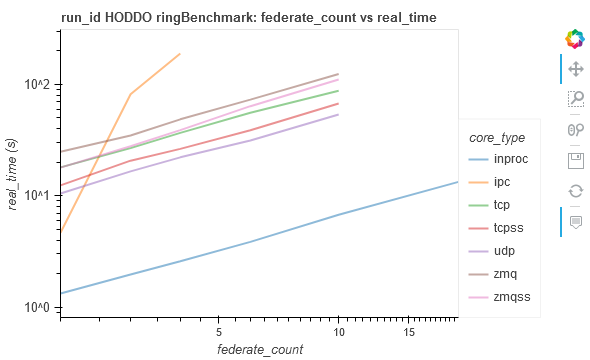 run_id HODDO ringBenchmark: federate_count vs real_time
real_time (s)
10^2
10^1
10^0
5
10
15
federate_count
core_type
inproc
ipc
tcp
tcpss
udp
zmq
zmqss